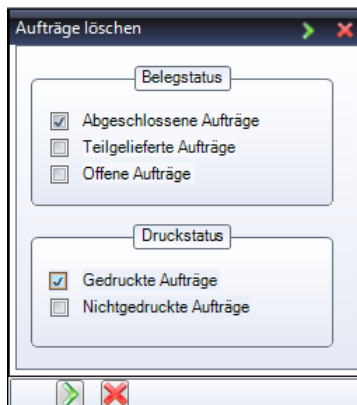 Aufträge löschen
Belegstatus
Abgeschlossene Aufträge
Teilgelieferte Aufträge
Offene Aufträge
Druckstatus
Gedruckte Aufträge
Nichtgedruckte Aufträge